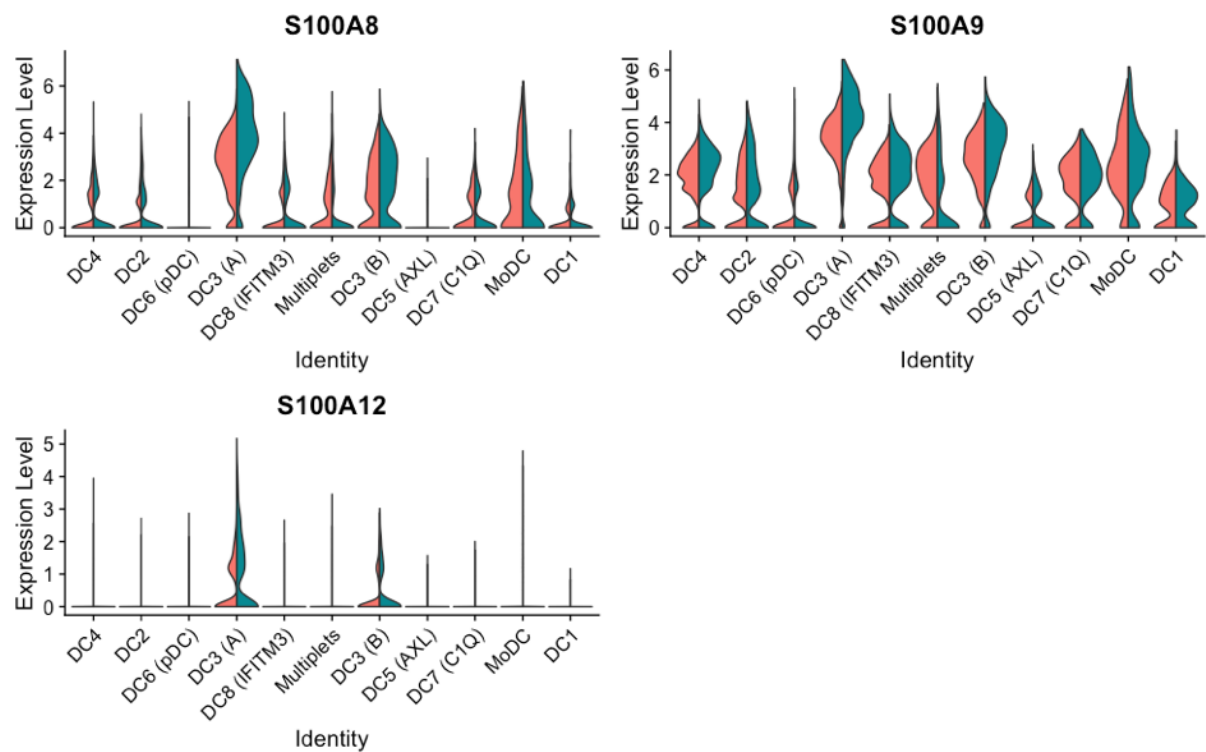 S100A8
Expression Level
6
4
2
0
DC4
DC2
DC6 (pDC)
DC3 (A)
DC8 (IFITM3)
Multiplets
DC3 (B)
DC5 (AXL)
DC7 (C1Q)
MoDC
DC1
Identity
S100A9
Expression Level
6
4
2
0
DC4
DC2
DC6 (pDC)
DC3 (A)
DC8 (IFITM3)
Multiplets
DC3 (B)
DC5 (AXL)
DC7 (C1Q)
MoDC
DC1
Identity
S100A12
Expression Level
5
4
3
2
1
0
DC4
DC2
DC6 (pDC)
DC3 (A)
DC8 (IFITM3)
Multiplets
DC3 (B)
DC5 (AXL)
DC7 (C1Q)
MoDC
DC1
Identity